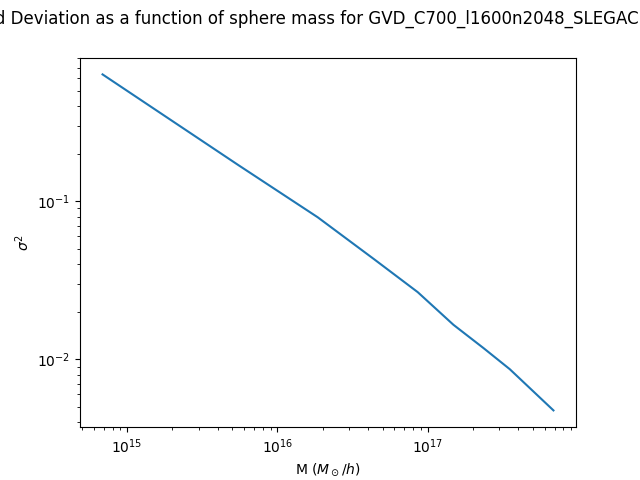 d Deviation as a function of sphere mass for GVD_C700_l1600n2048_SLEGAC
10⁻¹
σ²
10⁻²
10¹⁵ 10¹⁶ 10¹⁷
M (M⊙/h)